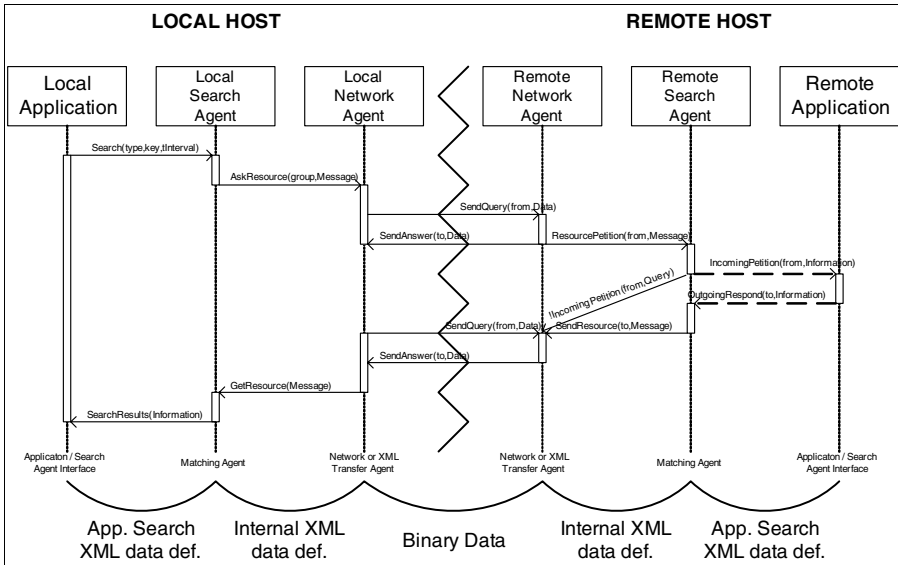 LOCAL HOST
REMOTE HOST
Local
Application
Local
Search
Agent
Local
Network
Agent
Remote
Network
Agent
Remote
Search
Agent
Remote
Application
Search(type,key,tInterval)
AskResource(group,Message)
SendQuery(from,Data)
SendAnswer(to,Data)
ResourcePetition(from,Message)
IncomingPetition(from,Information)
!IncomingPetition(from,Query)
OutgoingRespond(to,Information)
SendQuery(from,Data)
SendResource(to,Message)
SendAnswer(to,Data)
GetResource(Message)
SearchResults(Information)
Applicaton / Search
Agent Interface
Matching Agent
Network or XML
Transfer Agent
Network or XML
Transfer Agent
Matching Agent
Applicaton / Search
Agent Interface
App. Search
XML data def.
Internal XML
data def.
Binary Data
Internal XML
data def.
App. Search
XML data def.